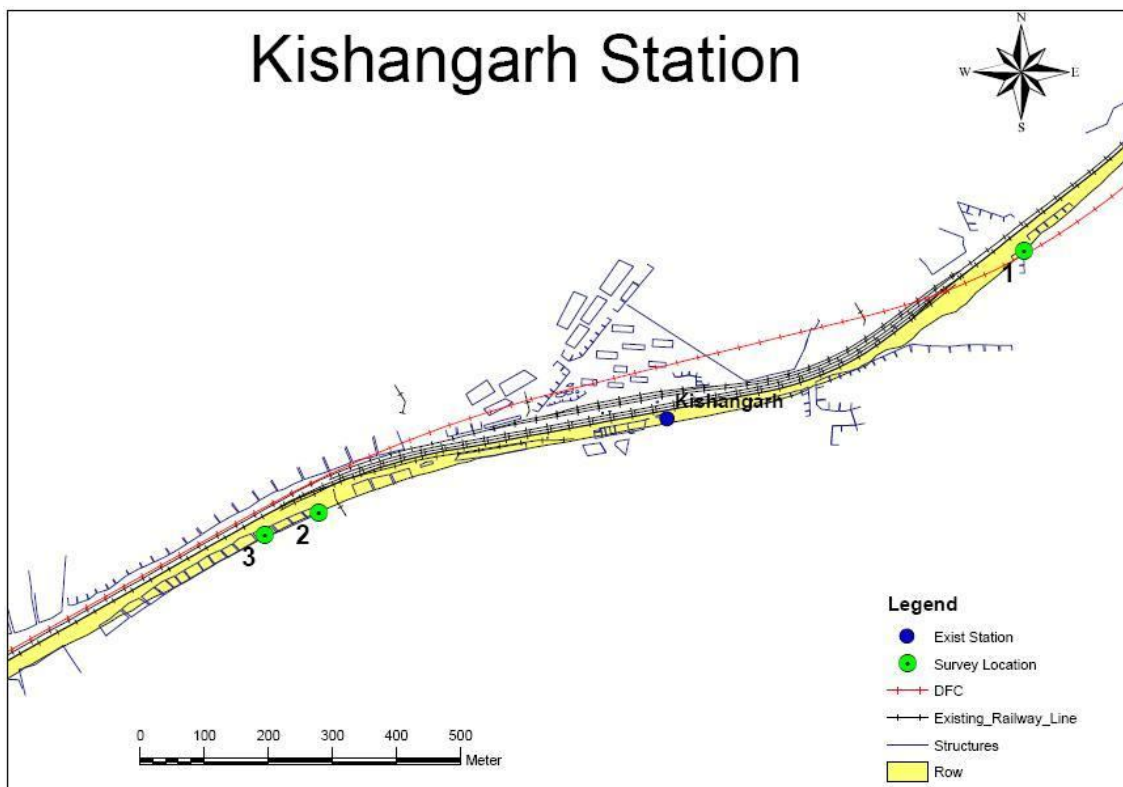 Kishangarh Station
N
W
E
S
1
Kishangarh
2
3
Legend
Exist Station
Survey Location
DFC
Existing_Railway_Line
Structures
Row
0 100 200 300 400 500
Meter